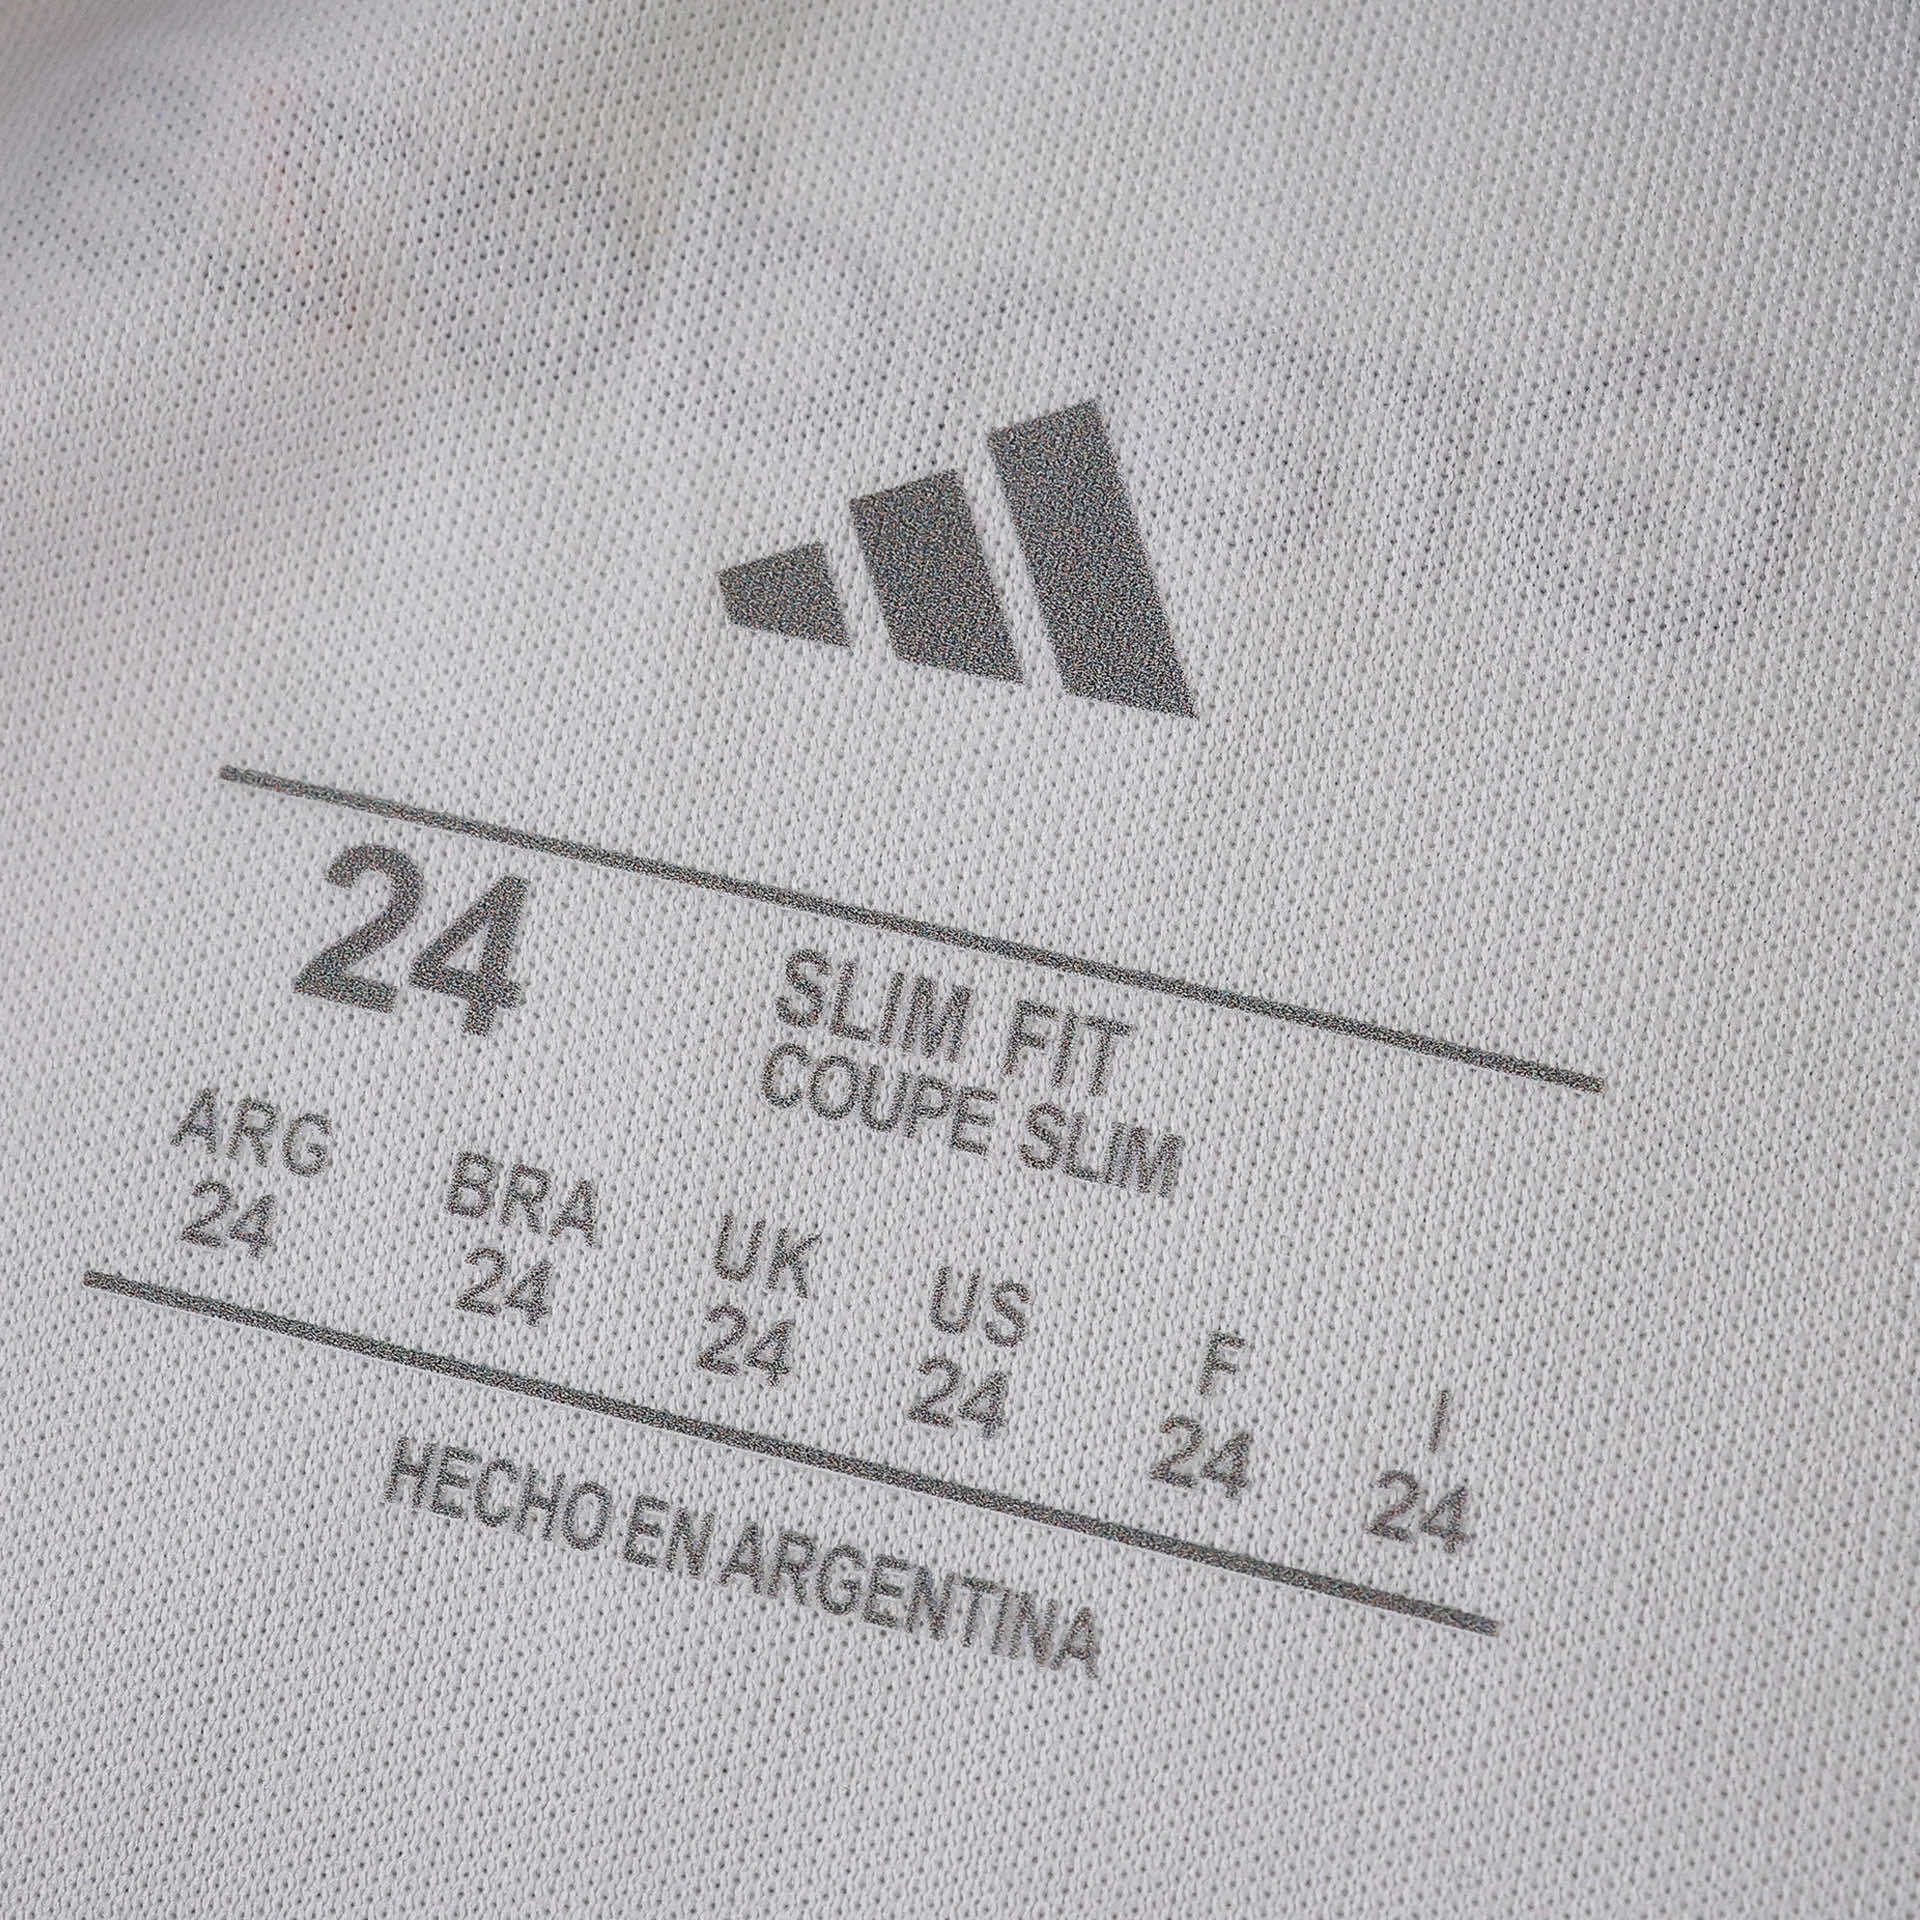 24
SLIM FIT
COUPE SLIM
ARG BRA UK US F I
24 24 24 24 24 24
HECHO EN ARGENTINA